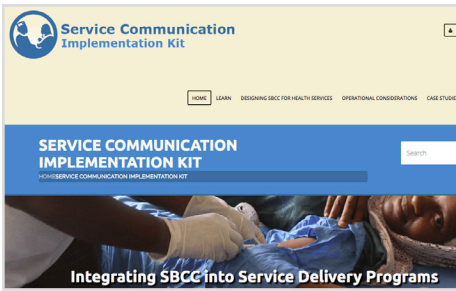 Service Communication
Implementation Kit
HOME LEARN DESIGNING SBCC FOR HEALTH SERVICES OPERATIONAL CONSIDERATIONS CASE STUDIE
SERVICE COMMUNICATION
IMPLEMENTATION KIT
Search
HOMESERVICE COMMUNICATION IMPLEMENTATION KIT
Integrating SBCC into Service Delivery Programs